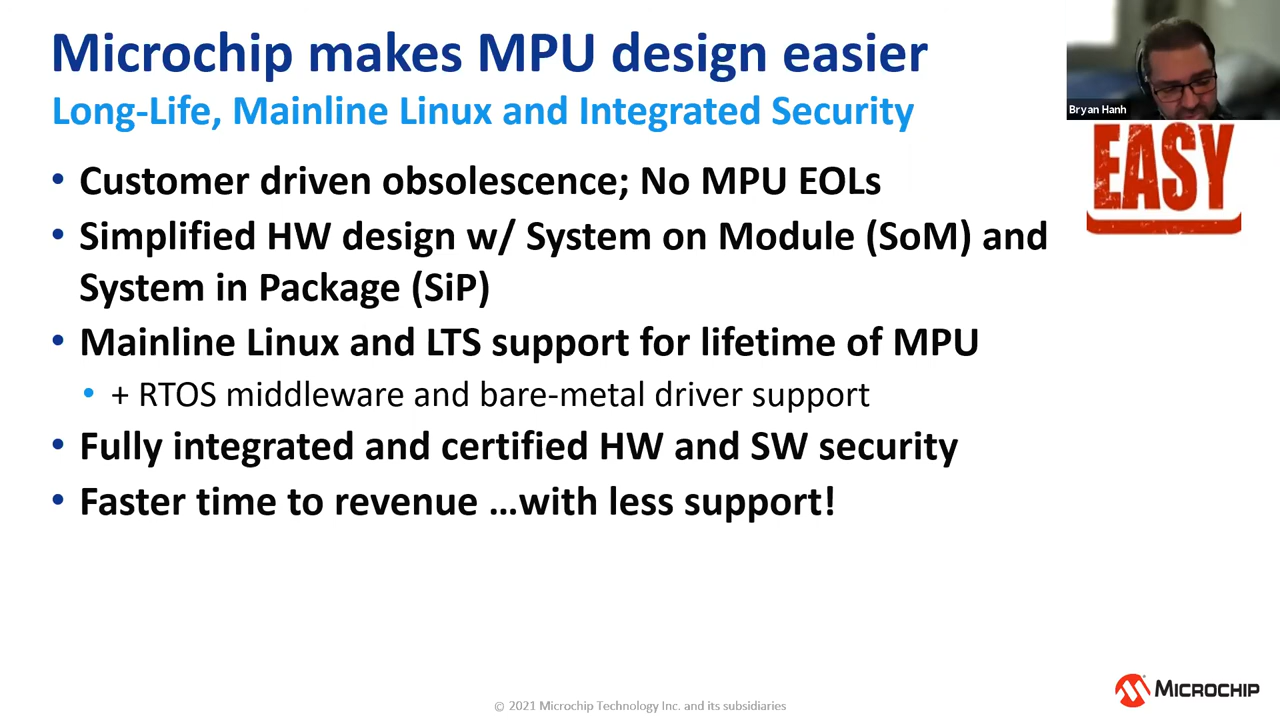 Microchip makes MPU design easier
Long-Life, Mainline Linux and Integrated Security
Bryan Hanh
EASY
• Customer driven obsolescence; No MPU EOLs
• Simplified HW design w/ System on Module (SoM) and
System in Package (SiP)
• Mainline Linux and LTS support for lifetime of MPU
• + RTOS middleware and bare-metal driver support
• Fully integrated and certified HW and SW security
• Faster time to revenue …with less support!
© 2021 Microchip Technology Inc. and its subsidiaries
MICROCHIP